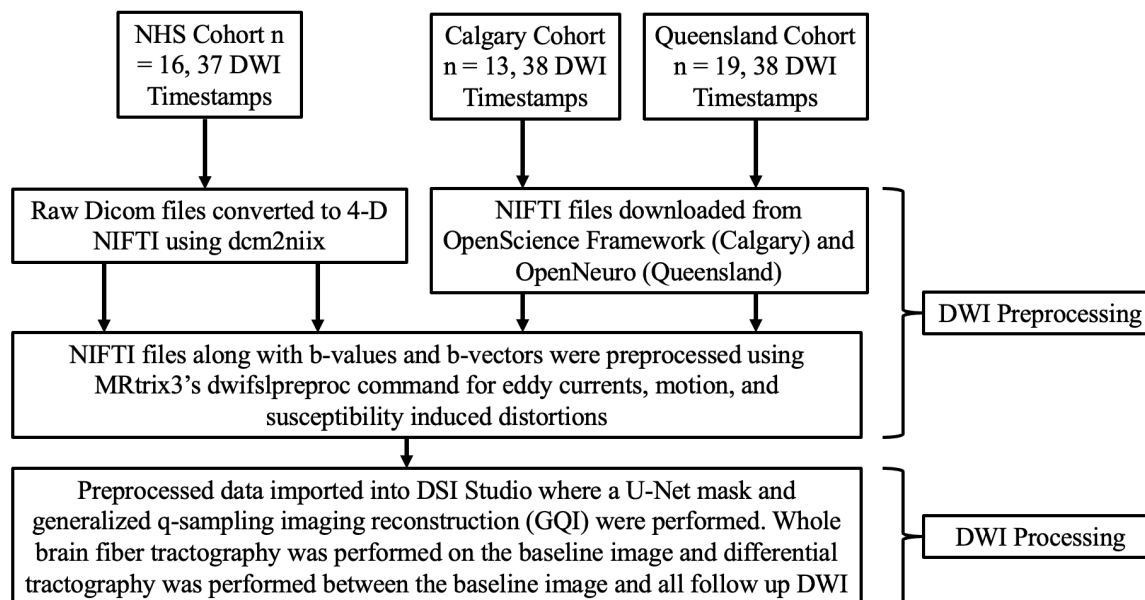 NHS Cohort n
= 16, 37 DWI
Timestamps
Calgary Cohort
n = 13, 38 DWI
Timestamps
Queensland Cohort
n = 19, 38 DWI
Timestamps
Raw Dicom files converted to 4-D
NIFTI using dcm2niix
NIFTI files downloaded from
OpenScience Framework (Calgary) and
OpenNeuro (Queensland)
DWI Preprocessing
NIFTI files along with b-values and b-vectors were preprocessed using
MRtrix3’s dwifslpreproc command for eddy currents, motion, and
susceptibility induced distortions
Preprocessed data imported into DSI Studio where a U-Net mask and
generalized q-sampling imaging reconstruction (GQI) were performed. Whole
brain fiber tractography was performed on the baseline image and differential
tractography was performed between the baseline image and all follow up DWI
DWI Processing